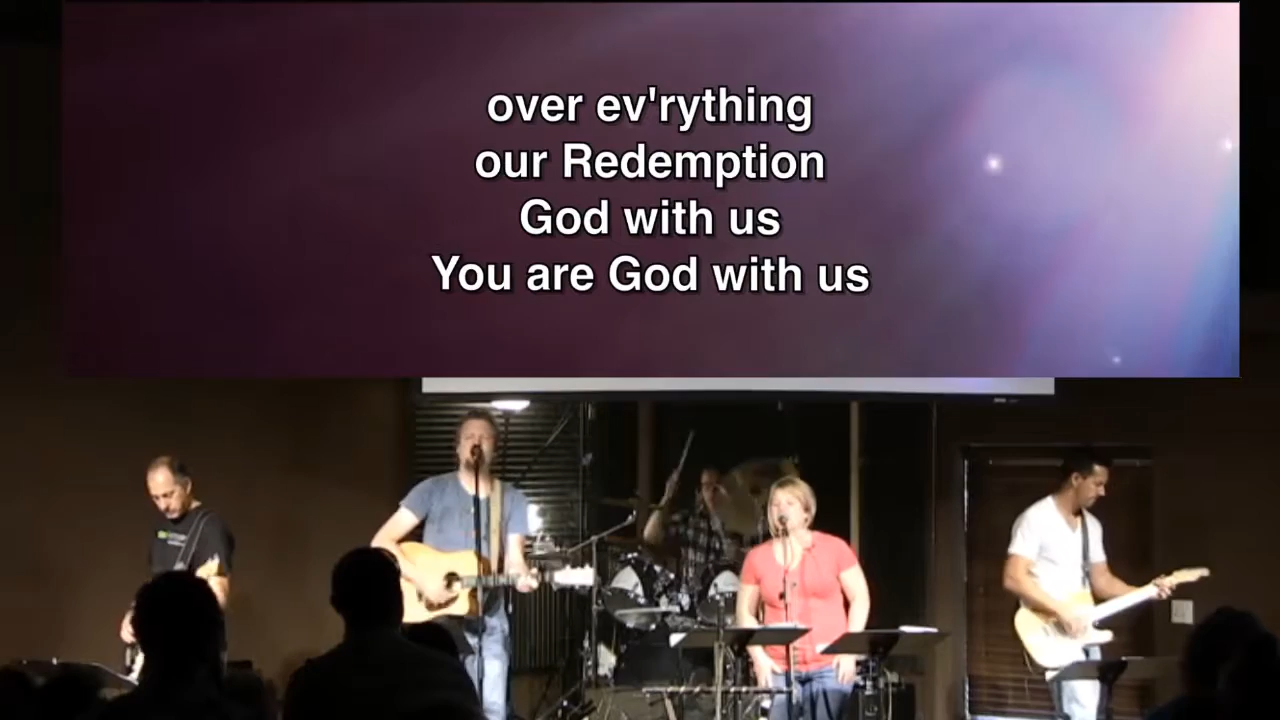 over ev'rything
our Redemption
God with us
You are God with us